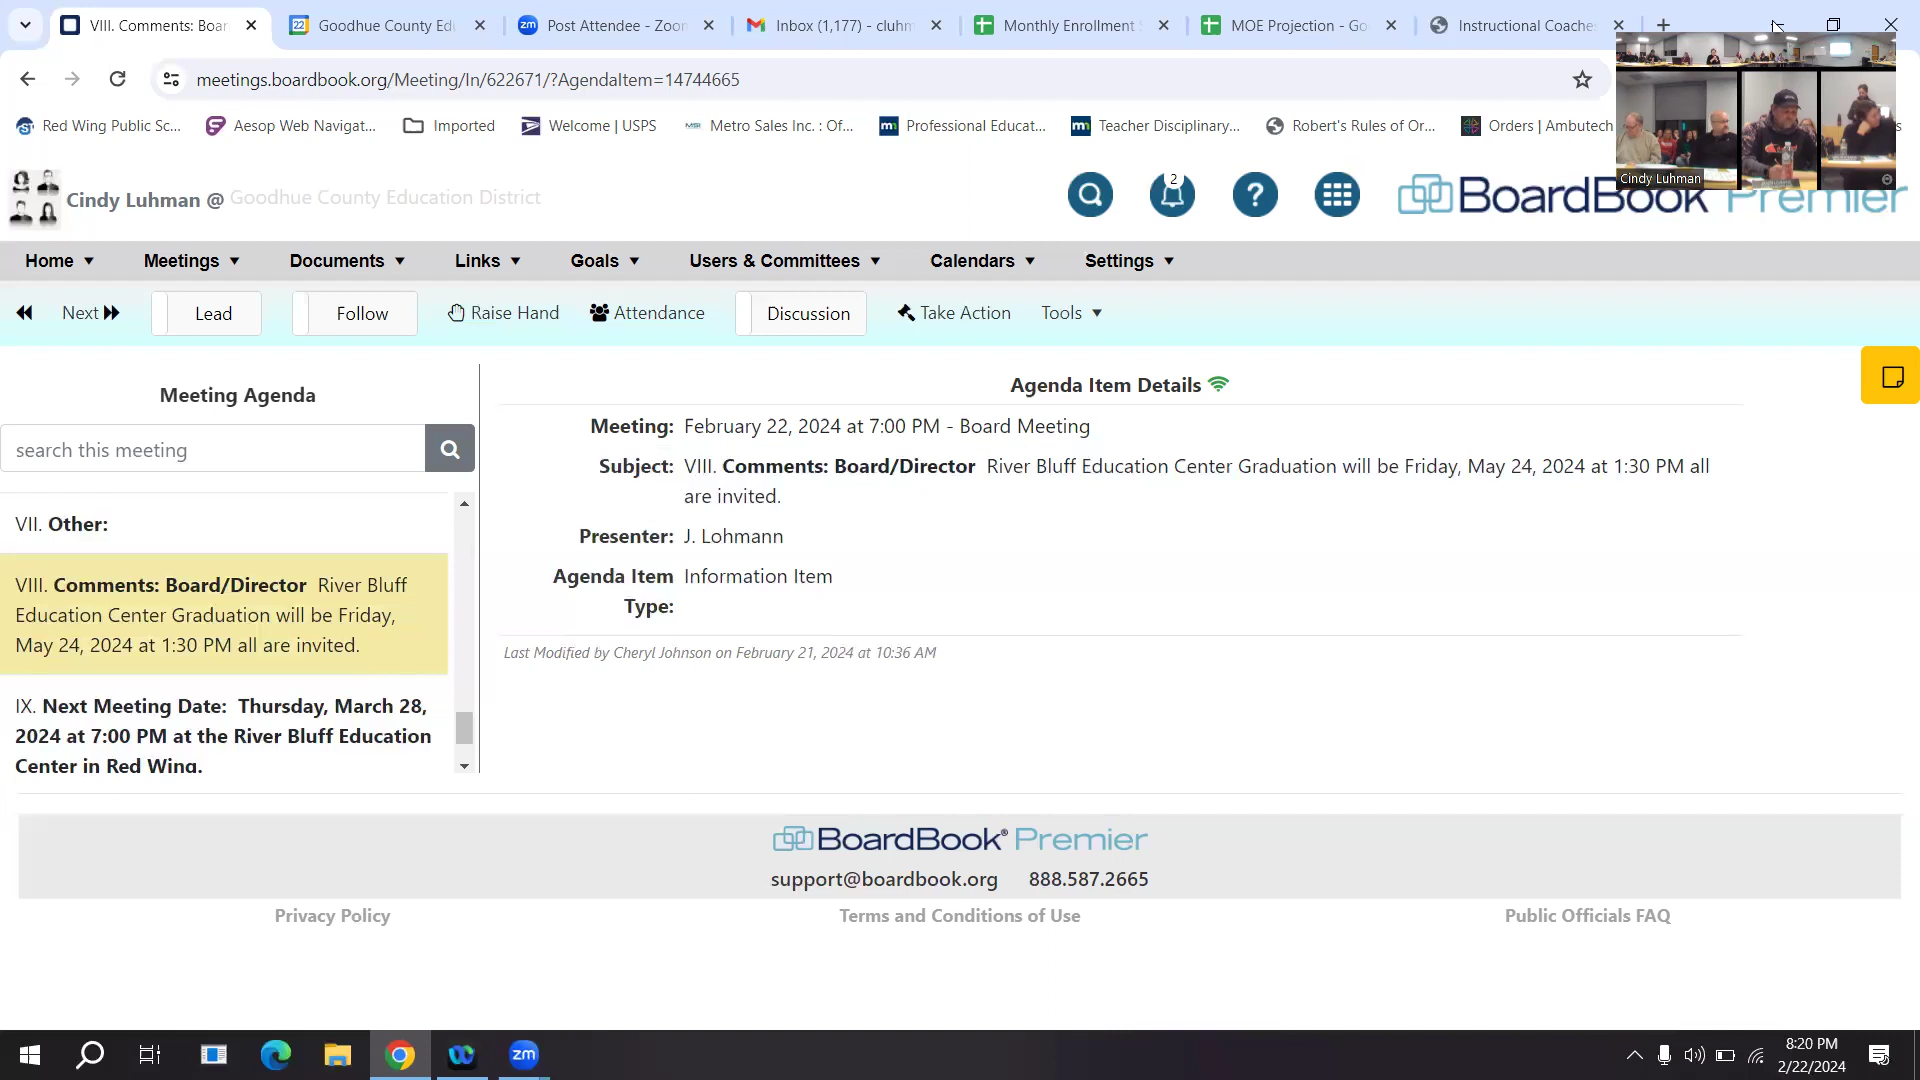 VIII. Comments: Boar
Goodhue County Edu
Post Attendee - Zoom
Inbox (1,177) - cluhm
Monthly Enrollment S
MOE Projection - Go
Instructional Coache
meetings.boardbook.org/Meeting/In/622671/?AgendaItem=14744665
Red Wing Public Sc...
Aesop Web Navigat...
Imported
Welcome | USPS
Metro Sales Inc. : Of...
Professional Educat...
Teacher Disciplinary...
Robert's Rules of Or...
Orders | Ambutech
Cindy Luhman
Cindy Luhman @ Goodhue County Education District
2
BoardBook Premier
Home
Meetings
Documents
Links
Goals
Users & Committees
Calendars
Settings
Next
Lead
Follow
Raise Hand
Attendance
Discussion
Take Action
Tools
Meeting Agenda
search this meeting
VII. Other:
VIII. Comments: Board/Director River Bluff
Education Center Graduation will be Friday,
May 24, 2024 at 1:30 PM all are invited.
IX. Next Meeting Date: Thursday, March 28,
2024 at 7:00 PM at the River Bluff Education
Center in Red Wing.
Agenda Item Details
Meeting: February 22, 2024 at 7:00 PM - Board Meeting
Subject: VIII. Comments: Board/Director River Bluff Education Center Graduation will be Friday, May 24, 2024 at 1:30 PM all
are invited.
Presenter: J. Lohmann
Agenda Item Information Item
Type:
Last Modified by Cheryl Johnson on February 21, 2024 at 10:36 AM
BoardBook® Premier
support@boardbook.org 888.587.2665
Privacy Policy
Terms and Conditions of Use
Public Officials FAQ
zm
8:20 PM
2/22/2024